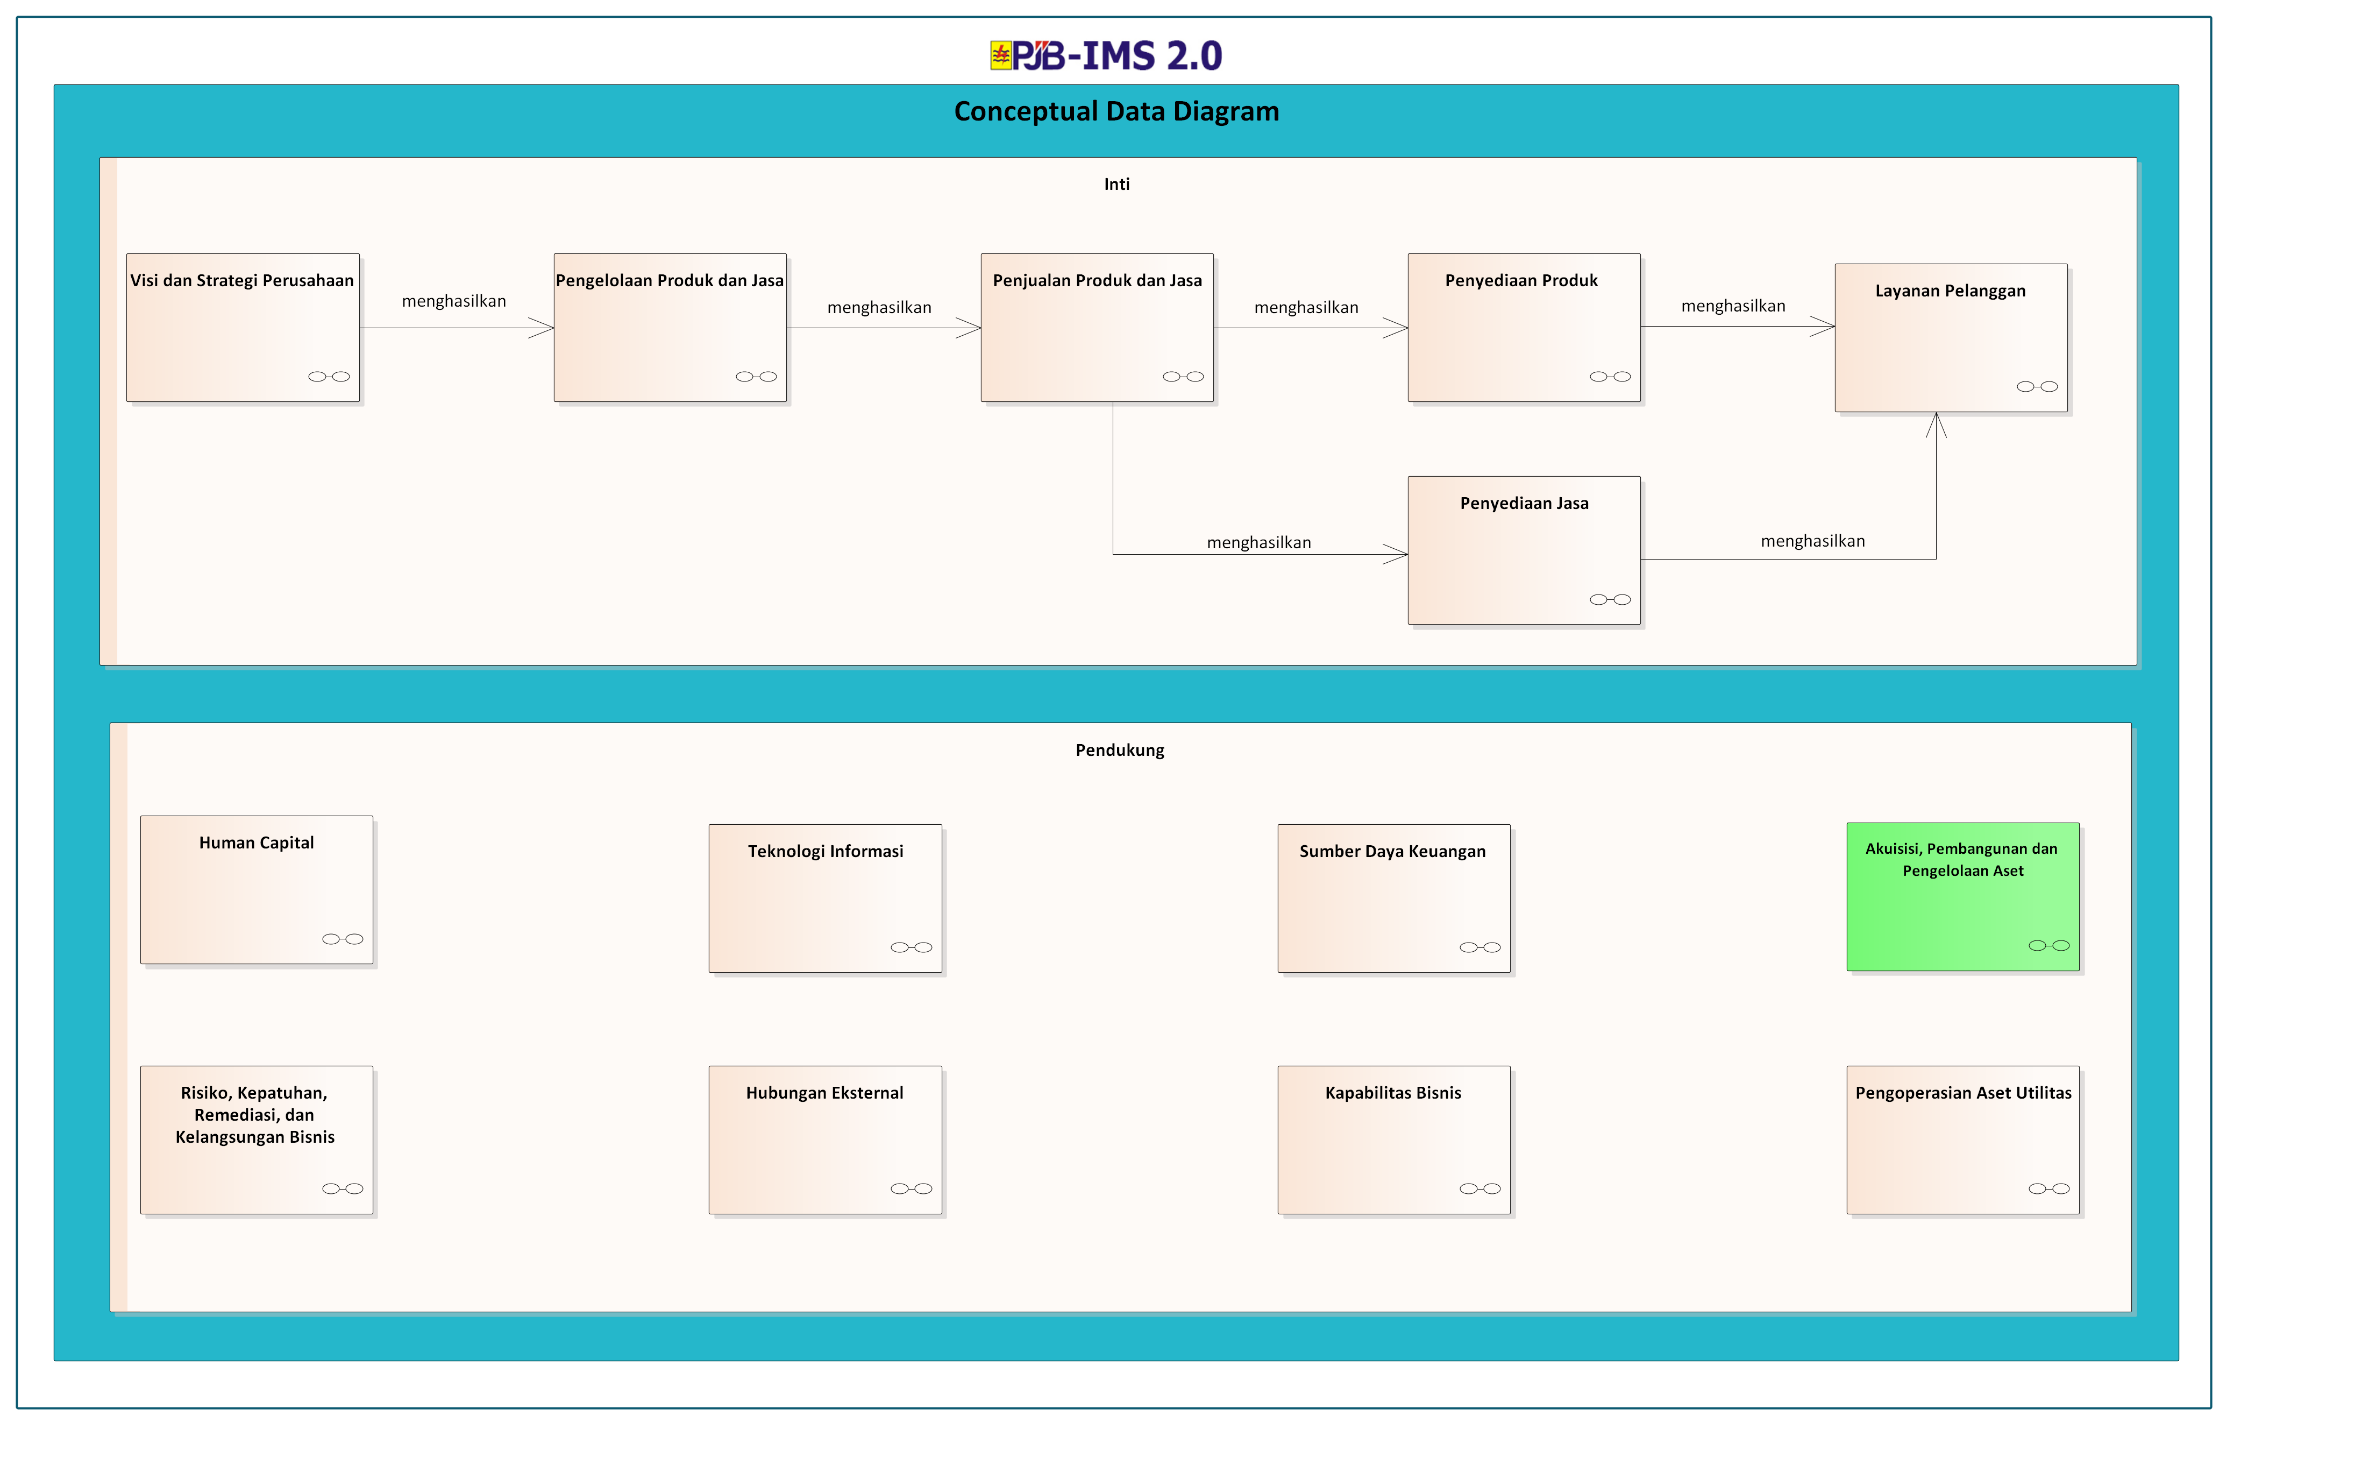 PJB-IMS 2.0
Conceptual Data Diagram
Inti
Visi dan Strategi Perusahaan
menghasilkan
Pengelolaan Produk dan Jasa
menghasilkan
Penjualan Produk dan Jasa
menghasilkan
Penyediaan Produk
menghasilkan
Layanan Pelanggan
menghasilkan
Penyediaan Jasa
menghasilkan
Pendukung
Human Capital
Teknologi Informasi
Sumber Daya Keuangan
Akuisisi, Pembangunan dan
Pengelolaan Aset
Risiko, Kepatuhan,
Remediasi, dan
Kelangsungan Bisnis
Hubungan Eksternal
Kapabilitas Bisnis
Pengoperasian Aset Utilitas